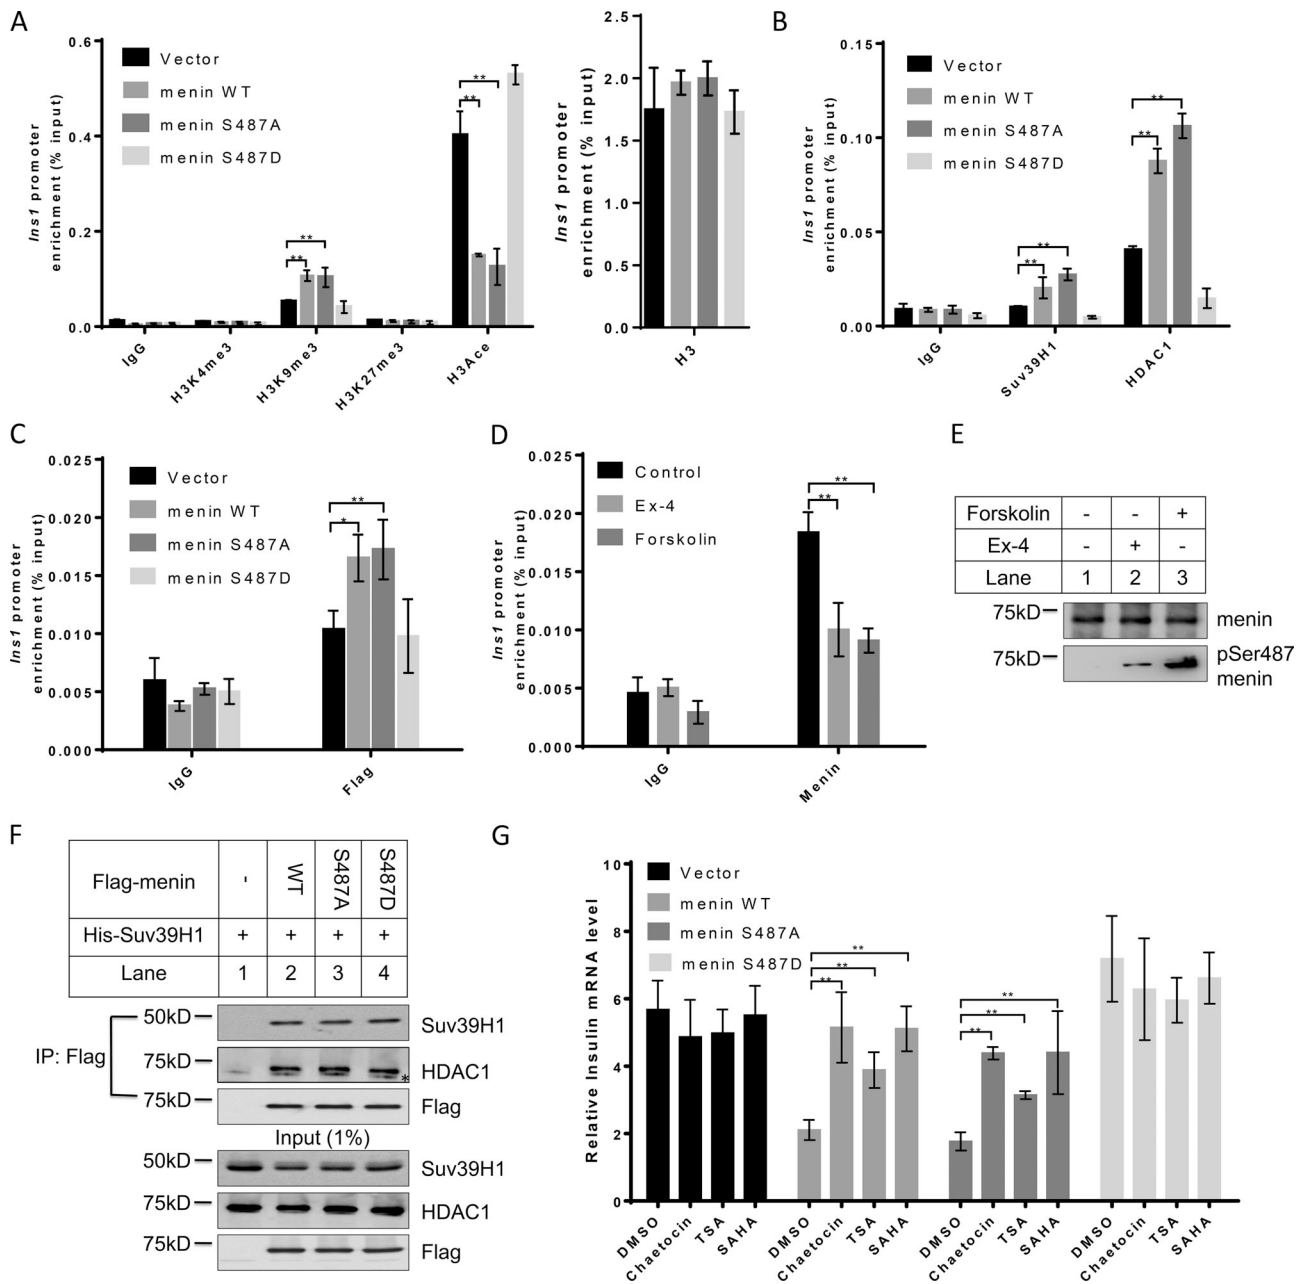 A
Ins1 promoter
enrichment (% input)
0.6
0.4
0.2
0.0
Vector
menin WT
menin S487A
menin S487D
**
**
**
**
IgG
H3K4me3
H3K9me3
H3K27me3
H3Ace
Ins1 promoter
enrichment (% input)
2.5
2.0
1.5
1.0
0.5
0.0
H3
B
Ins1 promoter
enrichment (% input)
0.15
0.10
0.05
0.00
Vector
menin WT
menin S487A
menin S487D
**
**
**
**
IgG
Suv39H1
HDAC1
C
Ins1 promoter
enrichment (% input)
0.025
0.020
0.015
0.010
0.005
0.000
Vector
menin WT
menin S487A
menin S487D
**
*
IgG
Flag
D
Ins1 promoter
enrichment (% input)
0.025
0.020
0.015
0.010
0.005
0.000
Control
Ex-4
Forskolin
**
**
IgG
Menin
E
Forskolin - - +
Ex-4 - + -
Lane 1 2 3
75kD menin
75kD pSer487
menin
F
Flag-menin - WT S487A S487D
His-Suv39H1 + + + +
Lane 1 2 3 4
IP: Flag
50kD Suv39H1
75kD HDAC1
*
75kD Flag
Input (1%)
50kD Suv39H1
75kD HDAC1
75kD Flag
G
Relative Insulin mRNA level
10
8
6
4
2
0
Vector
menin WT
menin S487A
menin S487D
**
**
**
**
**
**
DMSO
Chaetocin
TSA
SAHA
DMSO
Chaetocin
TSA
SAHA
DMSO
Chaetocin
TSA
SAHA
DMSO
Chaetocin
TSA
SAHA